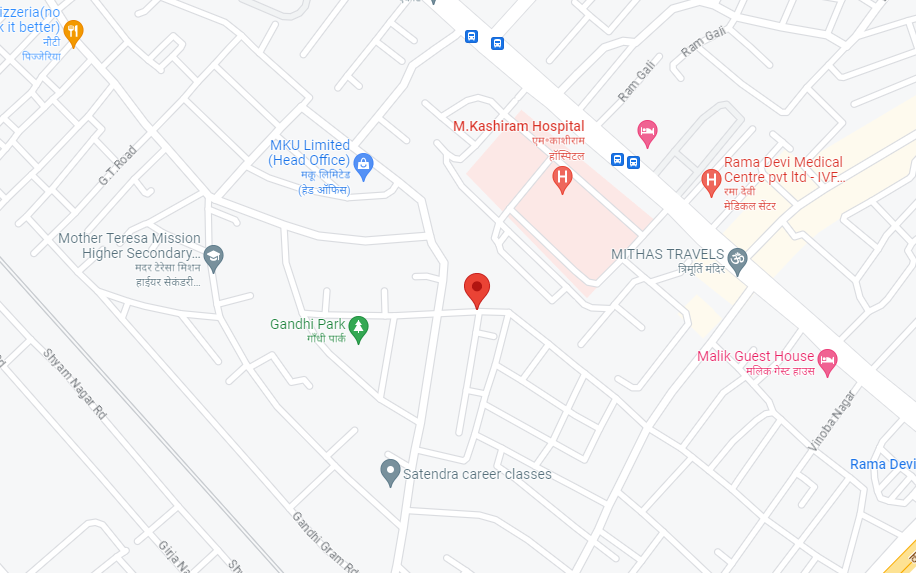 izzeria(no
k it better)
नौटी
पिज्जेरिया
Ram Gali
Ram Gali
M.Kashiram Hospital
एम॰काशीराम
हॉस्पिटल
MKU Limited
(Head Office)
मकू लिमिटेड
(हेड ऑफिस)
G.T.Road
Rama Devi Medical
Centre pvt ltd - IVF...
रमा देवी
मेडिकल सेंटर
Mother Teresa Mission
Higher Secondary...
मदर टेरेसा मिशन
हाईयर सेकंडरी...
MITHAS TRAVELS
त्रिमूर्ति मंदिर
Gandhi Park
गाँधी पार्क
Malik Guest House
मलिक गेस्ट हाउस
Shyam Nagar Rd
Vinoba Nagar
Rama Devi
Satendra career classes
Gandhi Gram Rd
Girja Na
Sh